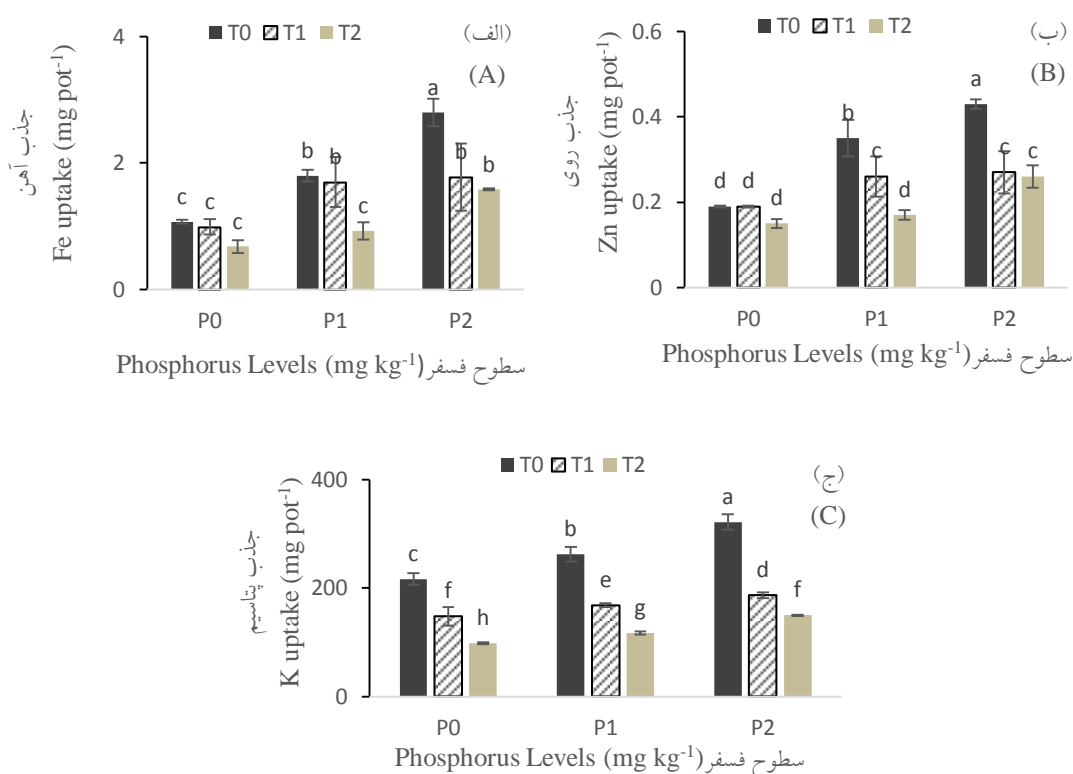 T0 T1 T2
(الف)
(A)
جذب آهن
Fe uptake (mg pot-1)
4
2
0
c c c
b b c
a b b
P0 P1 P2
Phosphorus Levels (mg kg-1) سطوح فسفر
T0 T1 T2
(ب)
(B)
جذب روی
Zn uptake (mg pot-1)
0.6
0.4
0.2
0
d d d
b c d
a c c
P0 P1 P2
Phosphorus Levels (mg kg-1) سطوح فسفر
T0 T1 T2
(ج)
(C)
جذب پتاسیم
K uptake (mg pot-1)
400
200
0
c f h
b e g
a d f
P0 P1 P2
Phosphorus Levels (mg kg-1) سطوح فسفر